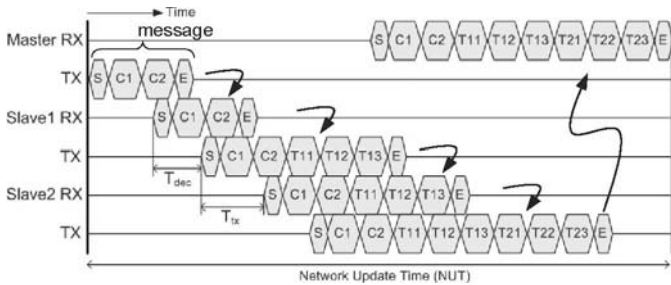 Time
message
Master RX S C1 C2 T11 T12 T13 T21 T22 T23 E
TX S C1 C2 E
Slave1 RX S C1 C2 E
TX S C1 C2 T11 T12 T13 E
Tdec
Slave2 RX S C1 C2 T11 T12 T13 E
Ttx
TX S C1 C2 T11 T12 T13 T21 T22 T23 E
Network Update Time (NUT)